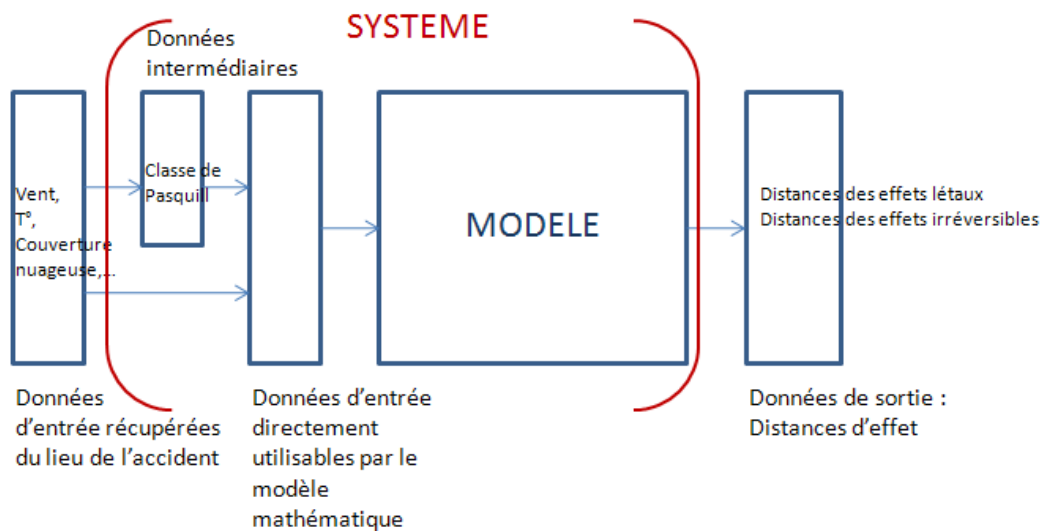 SYSTEME
Données
intermédiaires
Vent,
T°,
Couverture
nuageuse,...
Classe de
Pasquill
MODELE
Distances des effets létaux
Distances des effets irréversibles
Données
d'entrée récupérées
du lieu de l'accident
Données d'entrée
directement
utilisables par le
modèle
mathématique
Données de sortie :
Distances d'effet